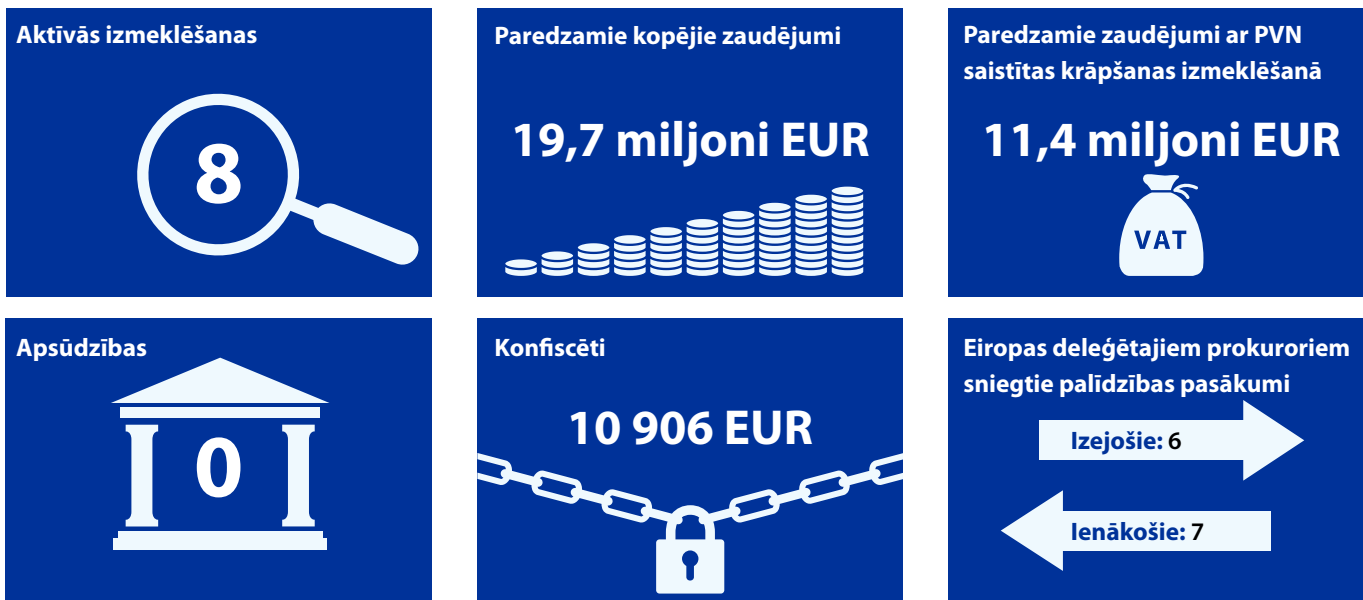 Aktīvās izmeklēšanas
8
Paredzamie kopējie zaudējumi
19,7 miljoni EUR
Paredzamie zaudējumi ar PVN
saistītas krāpšanas izmeklēšanā
11,4 miljoni EUR
VAT
Apsūdzības
0
Konfiscēti
10 906 EUR
Eiropas deleģētajiem prokuroriem
sniegtie palīdzības pasākumi
Izejošie: 6
Ienākošie: 7